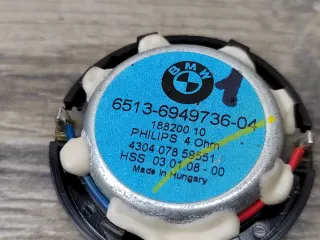 BMW
1
6513-6949736-04
188200 10
PHILIPS 4 Ohm
4304 078 59551
HSS 03.01.08 - 00
Made in Hungary